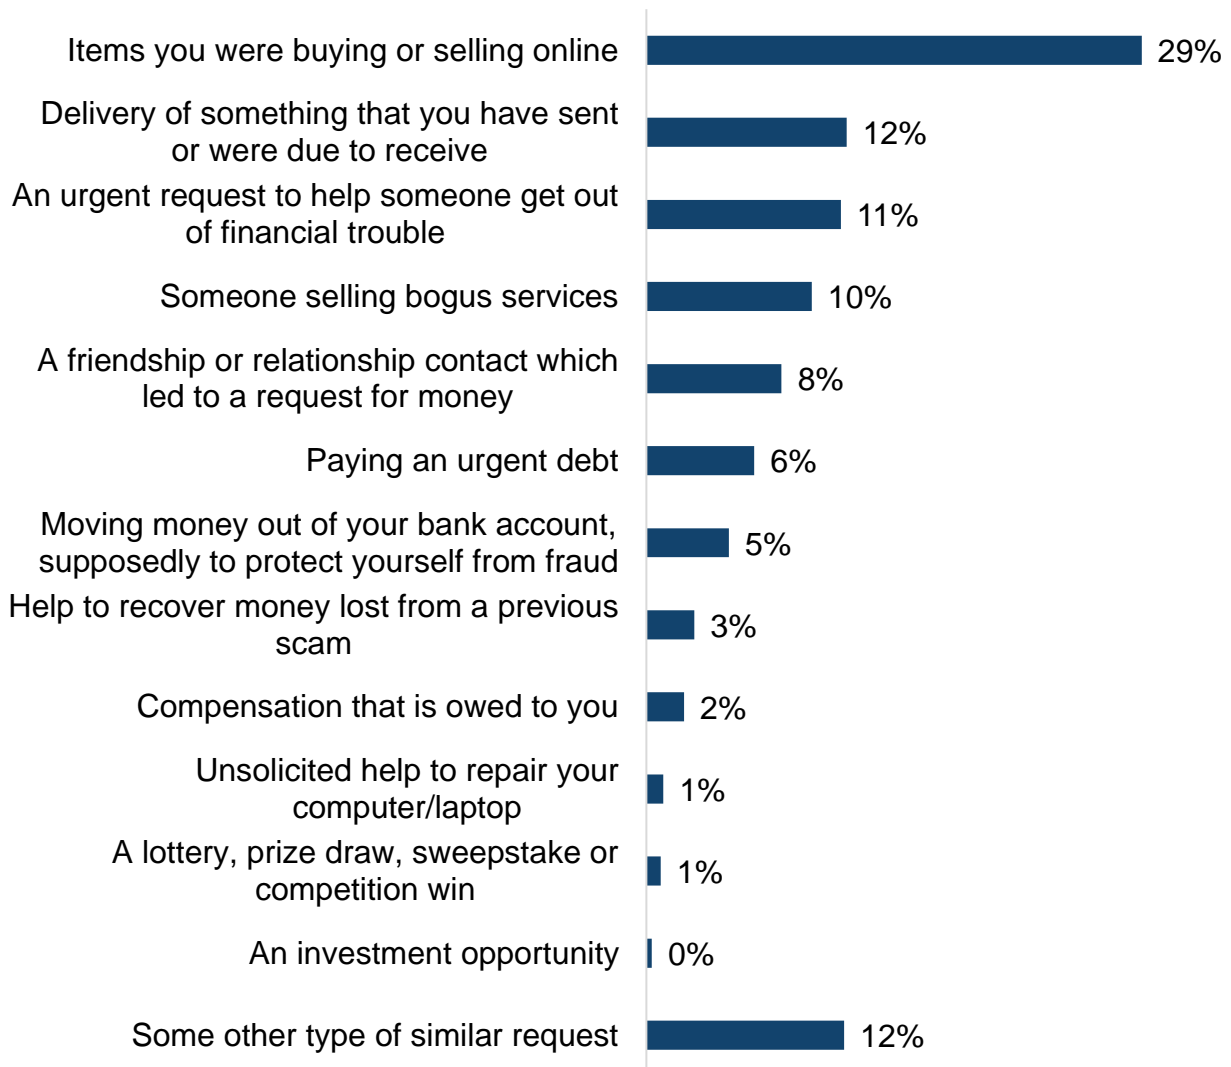 Items you were buying or selling online
29%
Delivery of something that you have sent
or were due to receive
12%
An urgent request to help someone get out
of financial trouble
11%
Someone selling bogus services
10%
A friendship or relationship contact which
led to a request for money
8%
Paying an urgent debt
6%
Moving money out of your bank account,
supposedly to protect yourself from fraud
5%
Help to recover money lost from a previous
scam
3%
Compensation that is owed to you
2%
Unsolicited help to repair your
computer/laptop
1%
A lottery, prize draw, sweepstake or
competition win
1%
An investment opportunity
0%
Some other type of similar request
12%